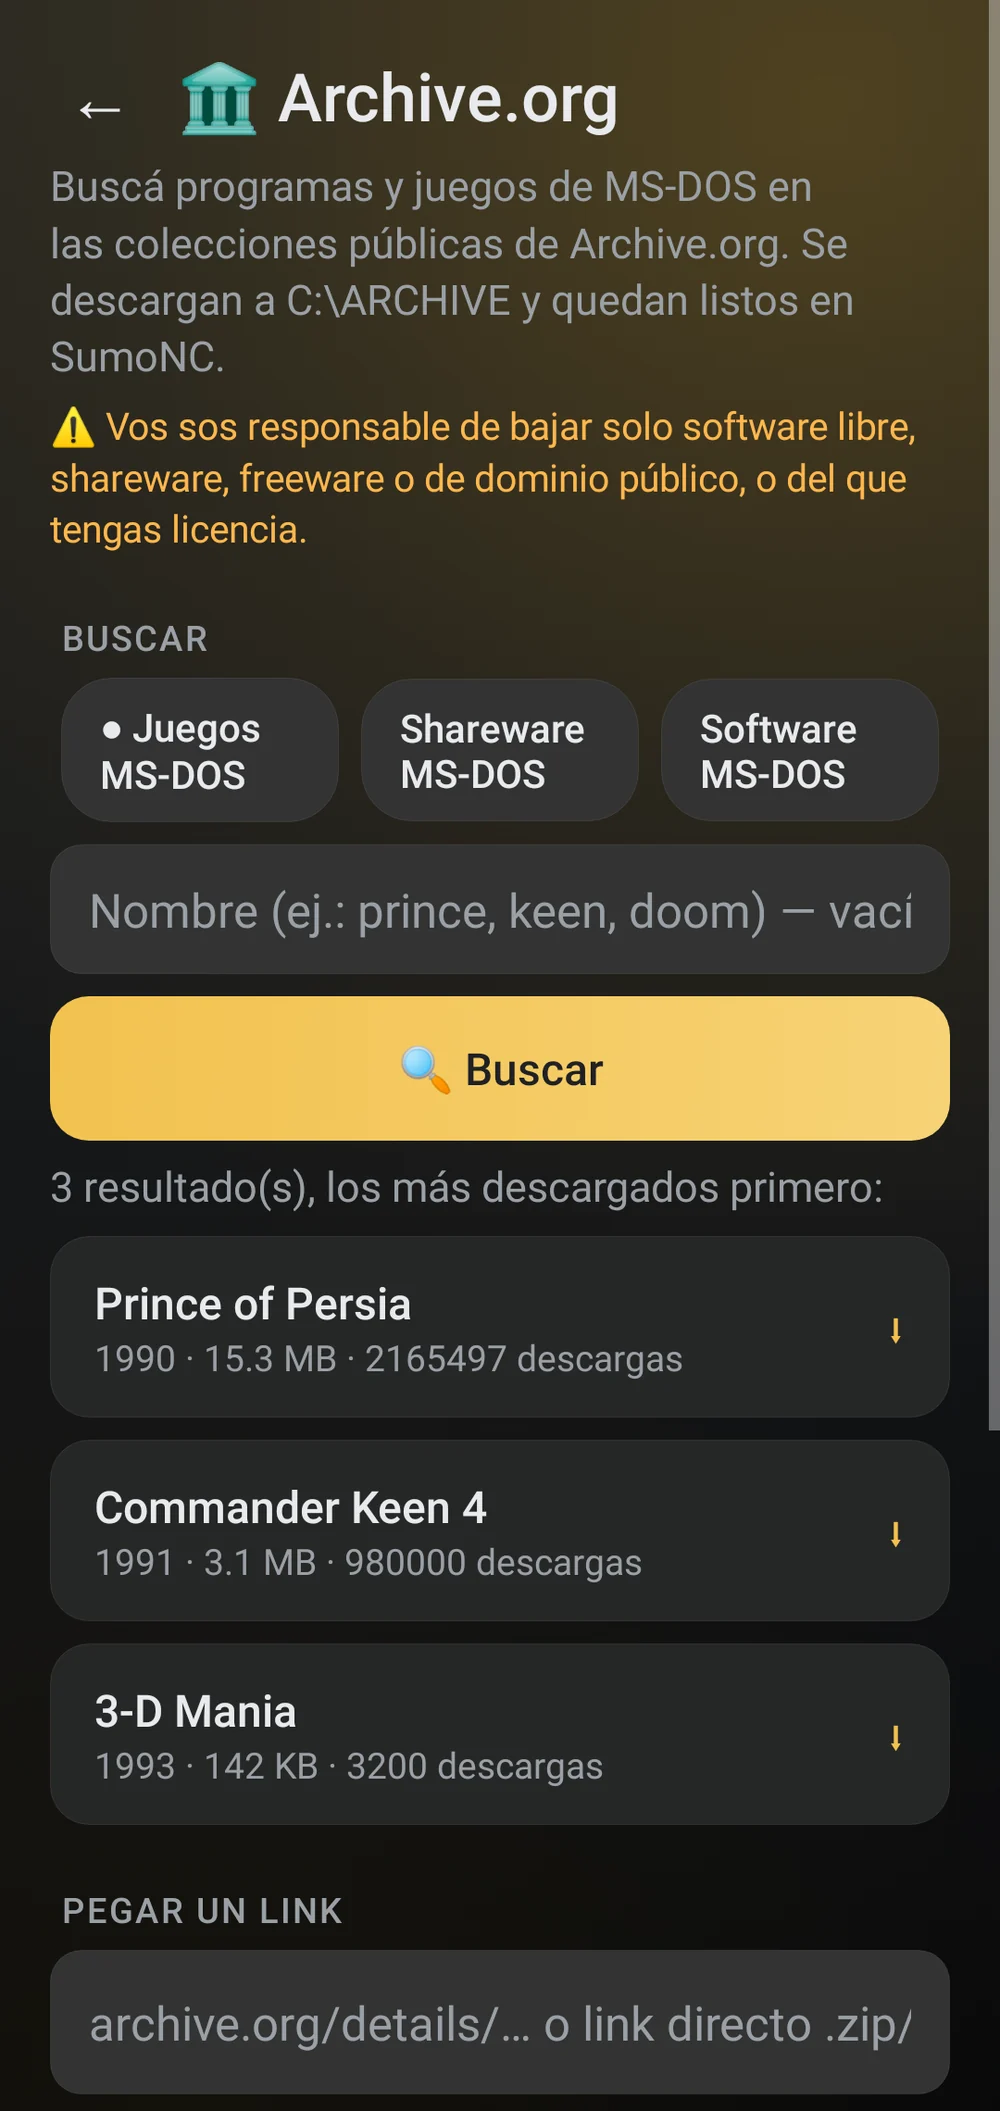 ← 🏛️ Archive.org
Buscá programas y juegos de MS-DOS en
las colecciones públicas de Archive.org. Se
descargan a C:\ARCHIVE y quedan listos en
SumoNC.
⚠️ Vos sos responsable de bajar solo software libre,
shareware, freeware o de dominio público, o del que
tengas licencia.
BUSCAR
● Juegos
MS-DOS
Shareware
MS-DOS
Software
MS-DOS
Nombre (ej.: prince, keen, doom) — vací
🔍 Buscar
3 resultado(s), los más descargados primero:
Prince of Persia
1990 · 15.3 MB · 2165497 descargas
↓
Commander Keen 4
1991 · 3.1 MB · 980000 descargas
↓
3-D Mania
1993 · 142 KB · 3200 descargas
↓
PEGAR UN LINK
archive.org/details/… o link directo .zip/